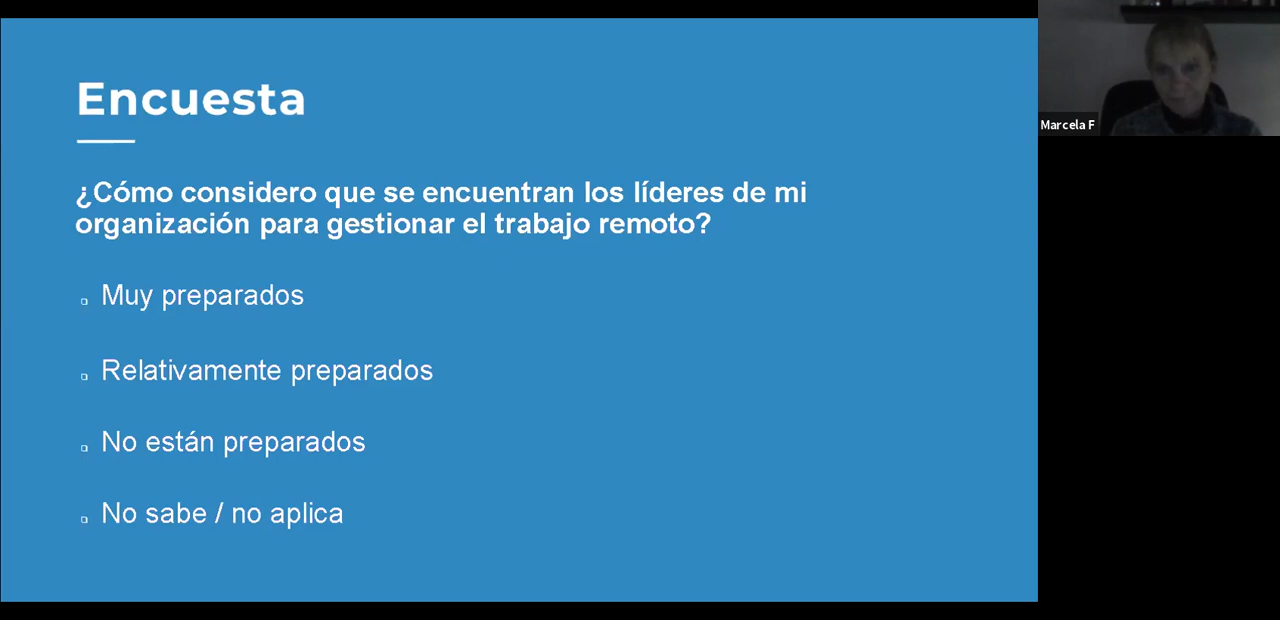 Encuesta
¿Cómo considero que se encuentran los líderes de mi
organización para gestionar el trabajo remoto?
Muy preparados
Relativamente preparados
No están preparados
No sabe / no aplica
Marcela F